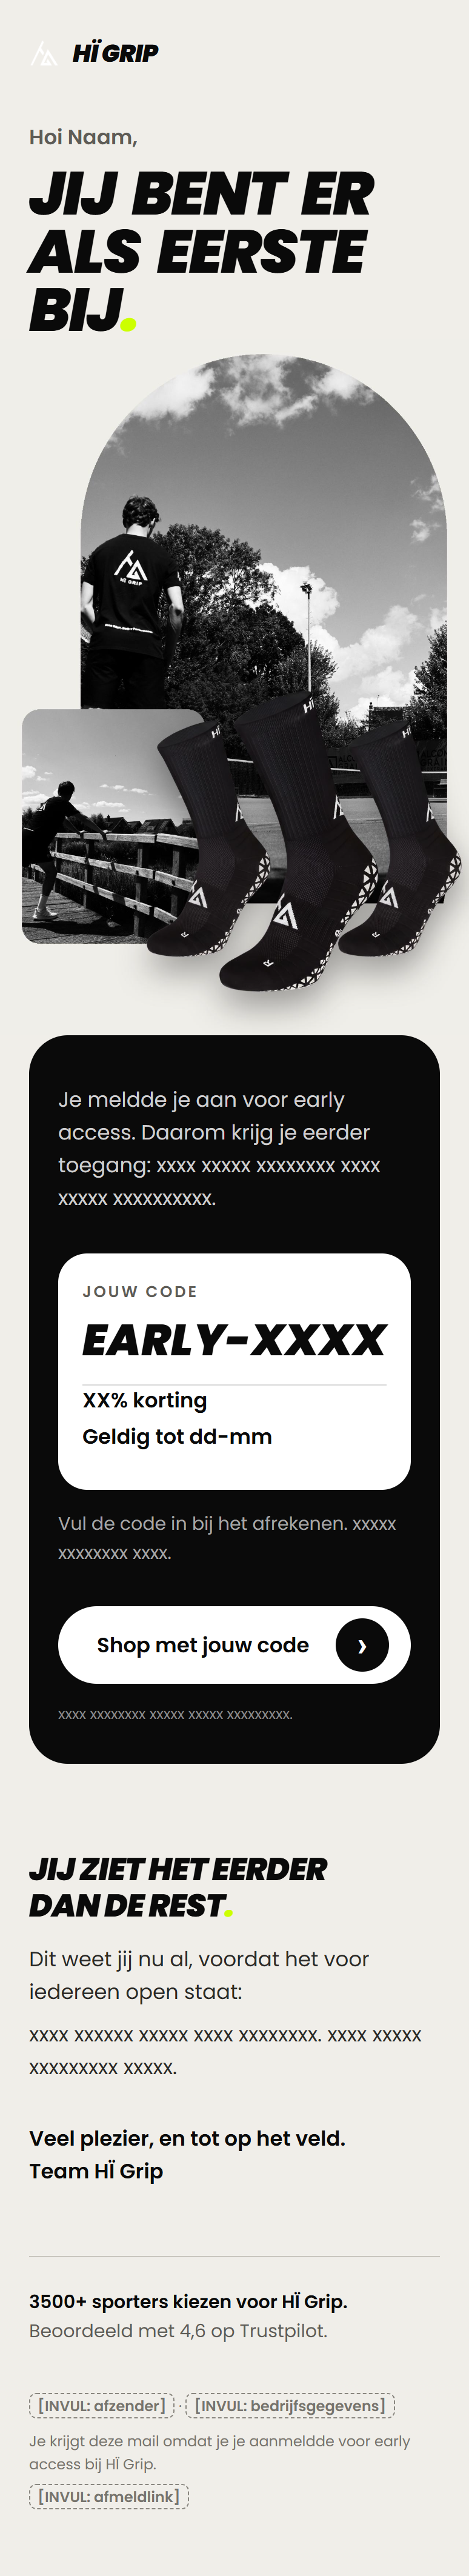 HÏ GRIP
Hoi Naam,
JIJ BENT ER
ALS EERSTE
BIJ.
HÏ GRIP
HÏ
HÏ
HÏ
Je meldde je aan voor early
access. Daarom krijg je eerder
toegang: xxxx xxxxx xxxxxxxx xxxx
xxxxx xxxxxxxxxx.
JOUW CODE
EARLY-XXXX
XX% korting
Geldig tot dd-mm
Vul de code in bij het afrekenen. xxxxx
xxxxxxxx xxxx.
Shop met jouw code ›
xxxx xxxxxxxx xxxxx xxxxx xxxxxxxxx.
JIJ ZIET HET EERDER
DAN DE REST.
Dit weet jij nu al, voordat het voor
iedereen open staat:
xxxx xxxxxx xxxxx xxxx xxxxxxxx. xxxx xxxxx
xxxxxxxxx xxxxx.
Veel plezier, en tot op het veld.
Team HÏ Grip
3500+ sporters kiezen voor HÏ Grip.
Beoordeeld met 4,6 op Trustpilot.
[INVUL: afzender] · [INVUL: bedrijfsgegevens]
Je krijgt deze mail omdat je je aanmeldde voor early
access bij HÏ Grip.
[INVUL: afmeldlink]